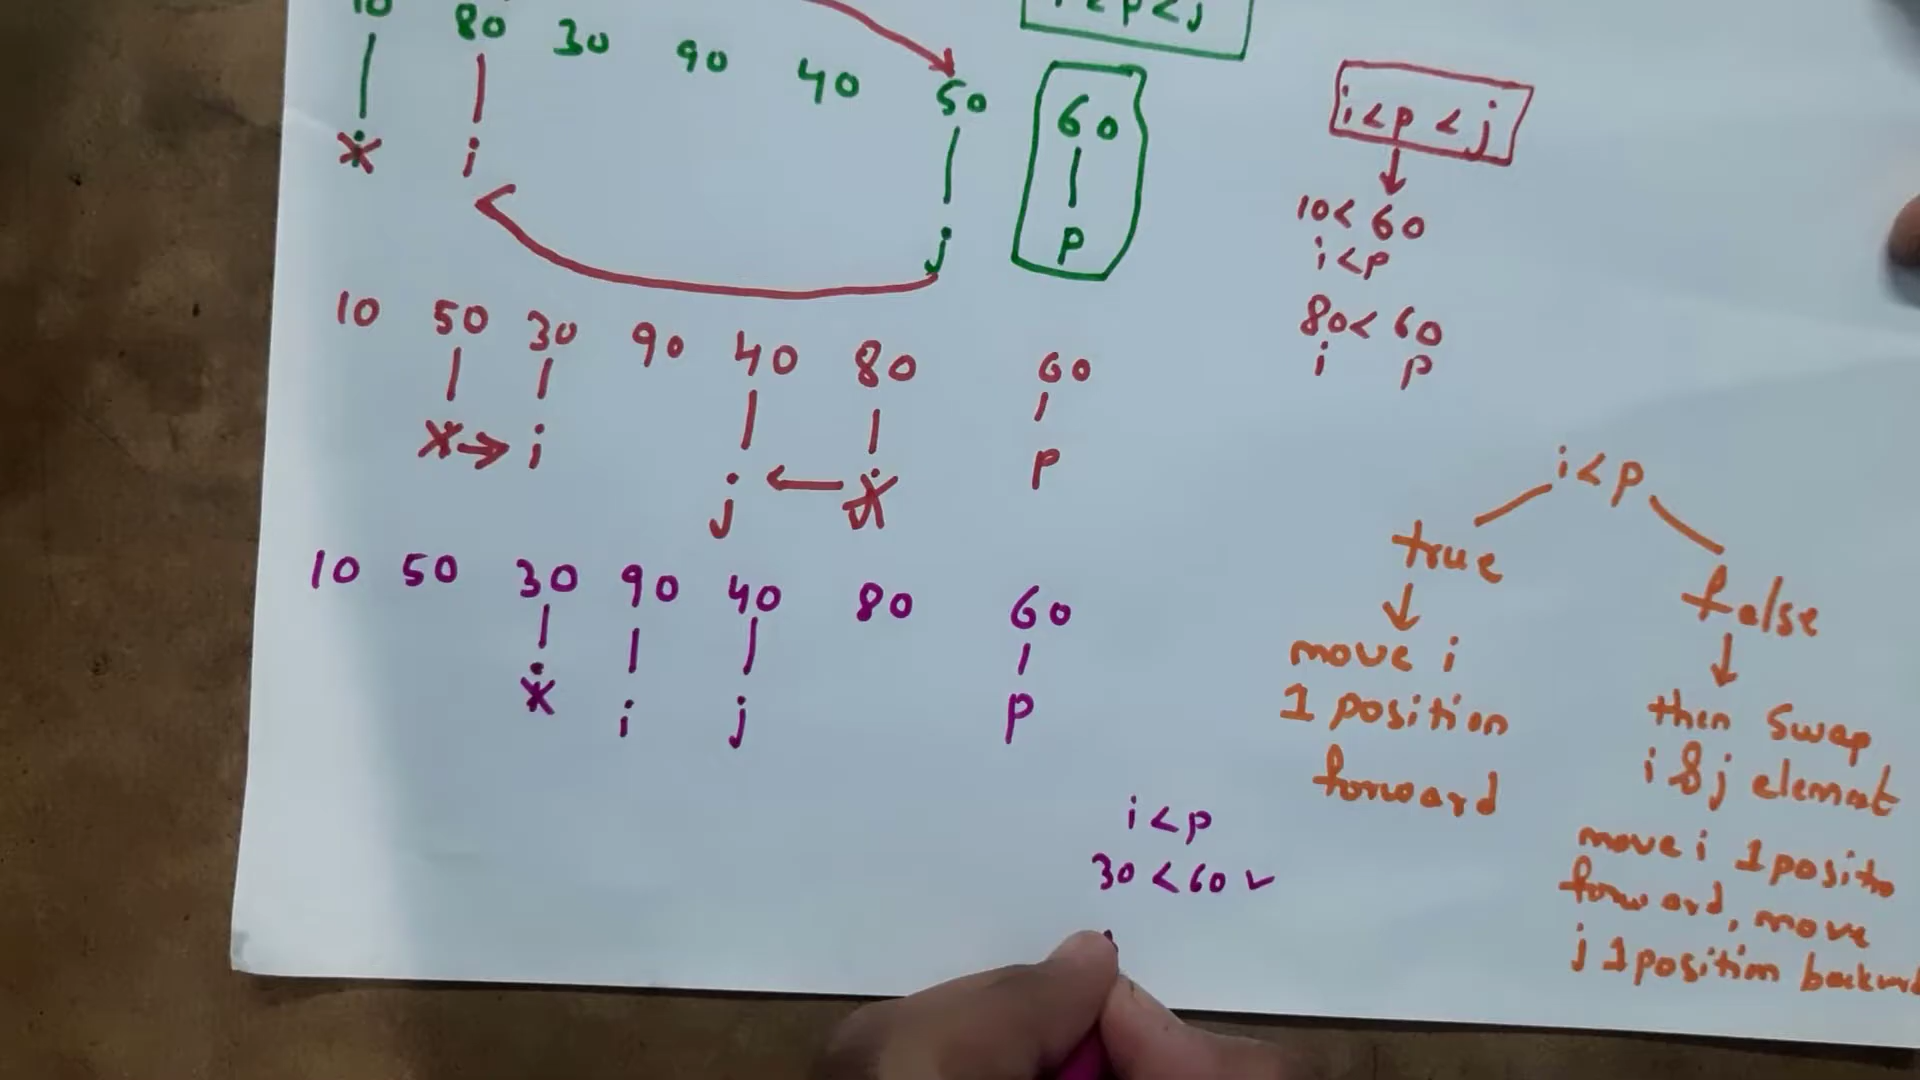 i < p < j
10 80 30 90 40 50 60
i i j p
10 50 30 90 40 80 60
i → i j ← j p
10 50 30 90 40 80 60
i i j p
i < p < j
10 < 60
i < p
80 < 60
i p
i < p
true
false
move i
1 position
forward
then Swap
i & j element
move i 1 positio
forward, move
j 1 position backwa
i < p
30 < 60 ✓